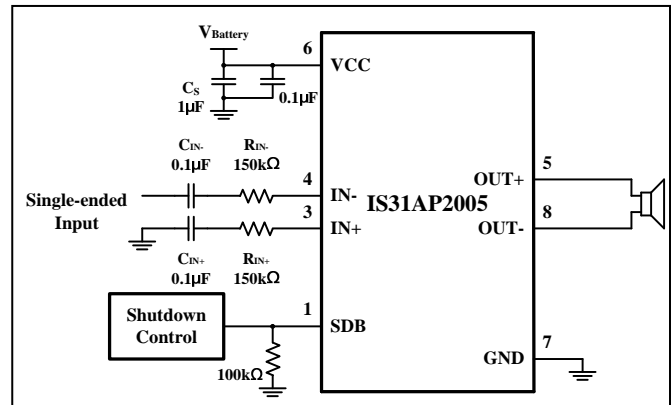 VBattery
6
VCC
CS
1µF
0.1µF
CIN-
0.1µF
RIN-
150kΩ
4
IN-
Single-ended
Input
3
IN+
CIN+
0.1µF
RIN+
150kΩ
IS31AP2005
5
OUT+
8
OUT-
Shutdown
Control
1
SDB
100kΩ
7
GND